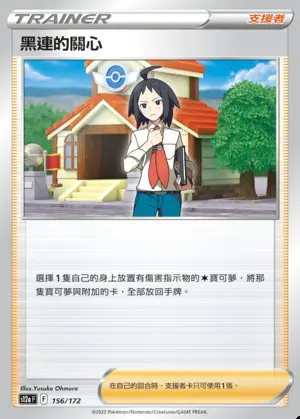 TRAINER
支援者
黑連的關心
選擇1隻自己的身上放置有傷害指示物的寶可夢,將那
隻寶可夢與附加的卡,全部放回手牌。
Illus.Yusuke Ohmura
s12a F F 156/172
在自己的回合時,支援者卡只可使用1張。
©2022 Pokémon/Nintendo/Creatures/GAME FREAK.